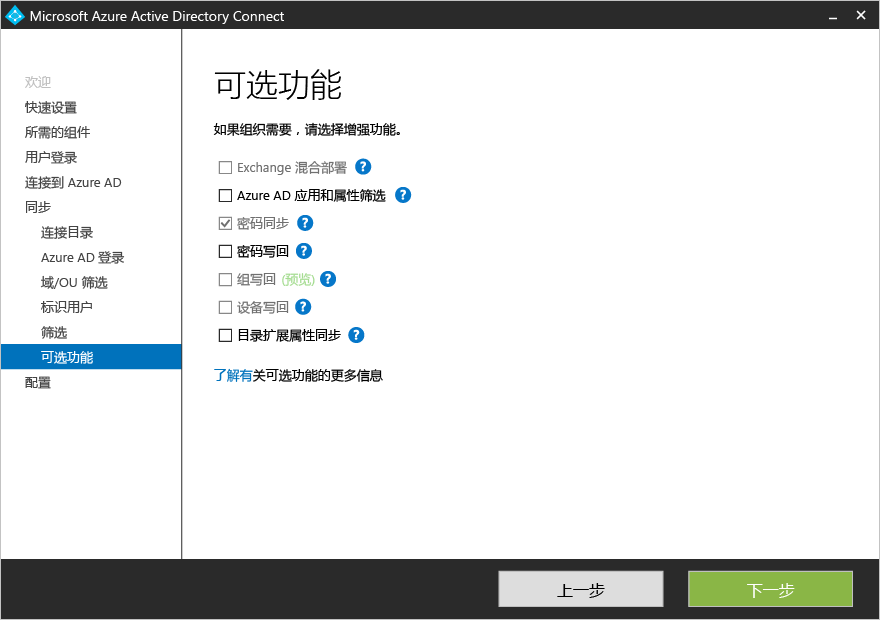 Microsoft Azure Active Directory Connect
欢迎
快速设置
所需的组件
用户登录
连接到 Azure AD
同步
连接目录
Azure AD 登录
域/OU 筛选
标识用户
筛选
可选功能
配置
可选功能
如果组织需要，请选择增强功能。
Exchange 混合部署 ?
Azure AD 应用和属性筛选 ?
密码同步 ?
密码写回 ?
组写回 (预览) ?
设备写回 ?
目录扩展属性同步 ?
了解有关可选功能的更多信息
上一步
下一步